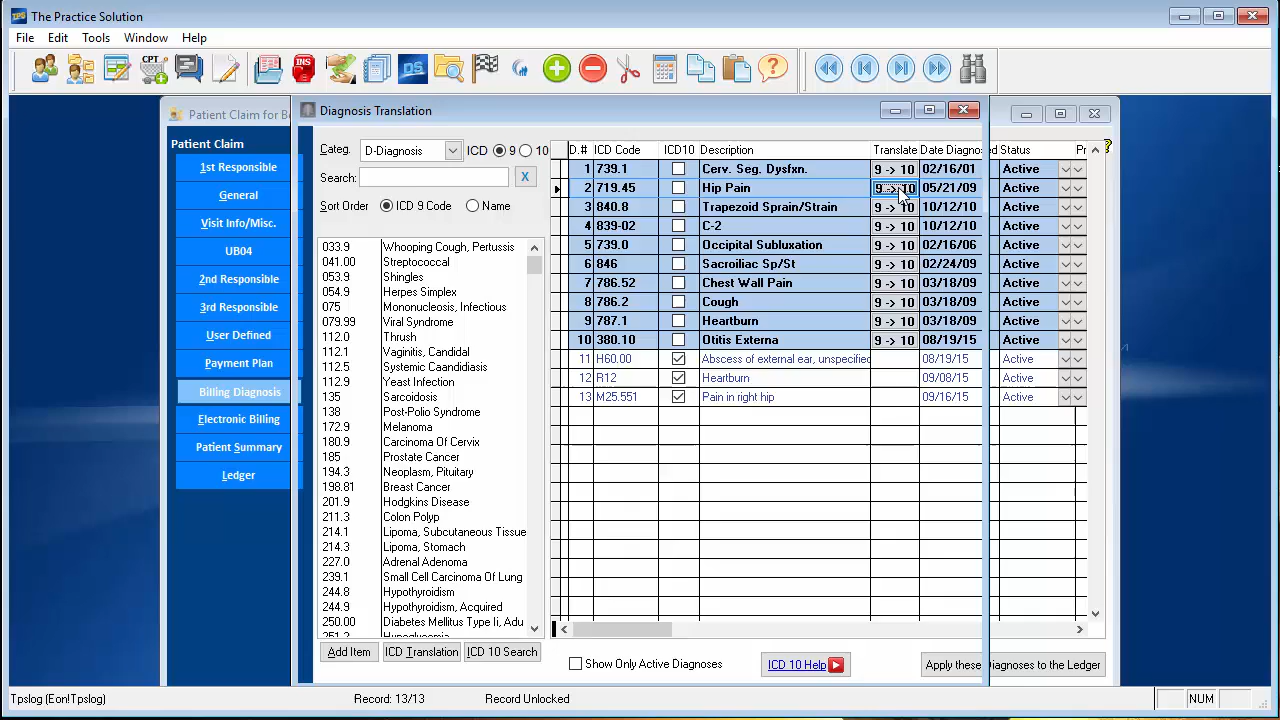 The Practice Solution
File Edit Tools Window Help
CPT INS DS
Patient Claim for B
Diagnosis Translation
Patient Claim
1st Responsible
General
Visit Info/Misc.
UB04
2nd Responsible
3rd Responsible
User Defined
Payment Plan
Billing Diagnosis
Electronic Billing
Patient Summary
Ledger
Categ. D-Diagnosis ICD 9 10
Search: X
Sort Order ICD 9 Code Name
033.9 Whooping Cough, Pertussis
041.00 Streptococcal
053.9 Shingles
054.9 Herpes Simplex
075 Mononucleosis, Infectious
079.99 Viral Syndrome
112.0 Thrush
112.1 Vaginitis, Candidal
112.5 Systemic Caandidiasis
112.9 Yeast Infection
135 Sarcoidosis
138 Post-Polio Syndrome
172.9 Melanoma
180.9 Carcinoma Of Cervix
185 Prostate Cancer
194.3 Neoplasm, Pituitary
198.81 Breast Cancer
201.9 Hodgkins Disease
211.3 Colon Polyp
214.1 Lipoma, Subcutaneous Tissue
214.3 Lipoma, Stomach
227.0 Adrenal Adenoma
239.1 Small Cell Carcinoma Of Lung
244.8 Hypothyroidism
244.9 Hypothyroidism, Acquired
250.00 Diabetes Mellitus Type Ii, Adu
251.2 Hypoglycemia
Add Item ICD Translation ICD 10 Search
D.# ICD Code ICD10 Description Translate Date Diagnosed Status Pr
1 739.1 Cerv. Seg. Dysfxn. 9 -> 10 02/16/01 Active
2 719.45 Hip Pain 9 -> 10 05/21/09 Active
3 840.8 Trapezoid Sprain/Strain 9 -> 10 10/12/10 Active
4 839-02 C-2 9 -> 10 10/12/10 Active
5 739.0 Occipital Subluxation 9 -> 10 02/16/06 Active
6 846 Sacroiliac Sp/St 9 -> 10 02/24/09 Active
7 786.52 Chest Wall Pain 9 -> 10 03/18/09 Active
8 786.2 Cough 9 -> 10 03/18/09 Active
9 787.1 Heartburn 9 -> 10 03/18/09 Active
10 380.10 Otitis Externa 9 -> 10 08/19/15 Active
11 H60.00 Abscess of external ear, unspecified 08/19/15 Active
12 R12 Heartburn 09/08/15 Active
13 M25.551 Pain in right hip 09/16/15 Active
Show Only Active Diagnoses ICD 10 Help Apply these Diagnoses to the Ledger
Tpslog (Eon!Tpslog) Record: 13/13 Record Unlocked NUM